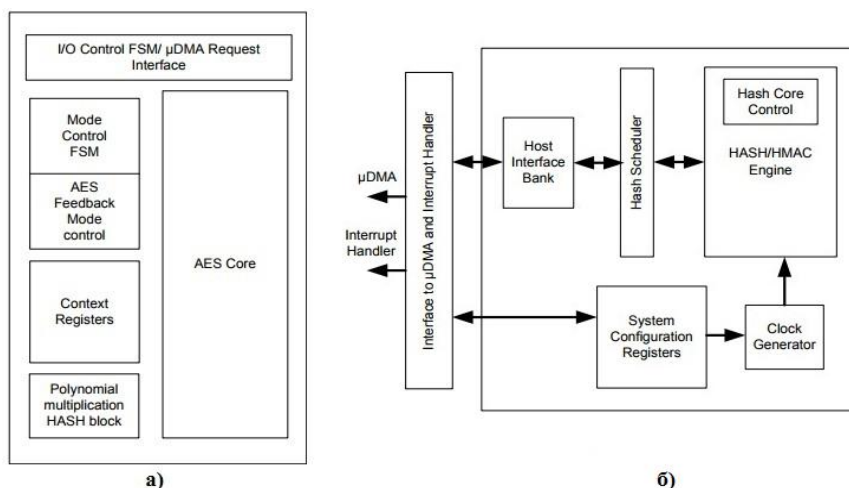 I/O Control FSM/ µDMA Request
Interface
Mode
Control
FSM
AES
Feedback
Mode
control
Context
Registers
Polynomial
multiplication
HASH block
AES Core
а)
µDMA
Interrupt
Handler
Interface to µDMA and Interrupt Handler
Host
Interface
Bank
Hash Scheduler
Hash Core
Control
HASH/HMAC
Engine
System
Configuration
Registers
Clock
Generator
б)